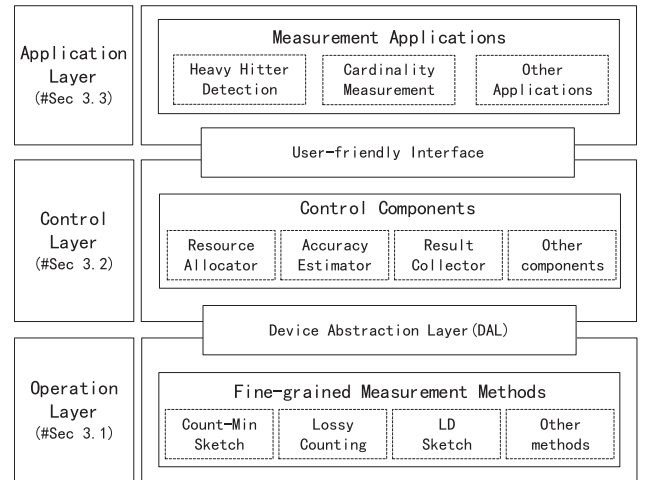 Application
Layer
(#Sec 3.3)
Measurement Applications
Heavy Hitter
Detection
Cardinality
Measurement
Other
Applications
User-friendly Interface
Control
Layer
(#Sec 3.2)
Control Components
Resource
Allocator
Accuracy
Estimator
Result
Collector
Other
components
Device Abstraction Layer(DAL)
Operation
Layer
(#Sec 3.1)
Fine-grained Measurement Methods
Count-Min
Sketch
Lossy
Counting
LD
Sketch
Other
methods